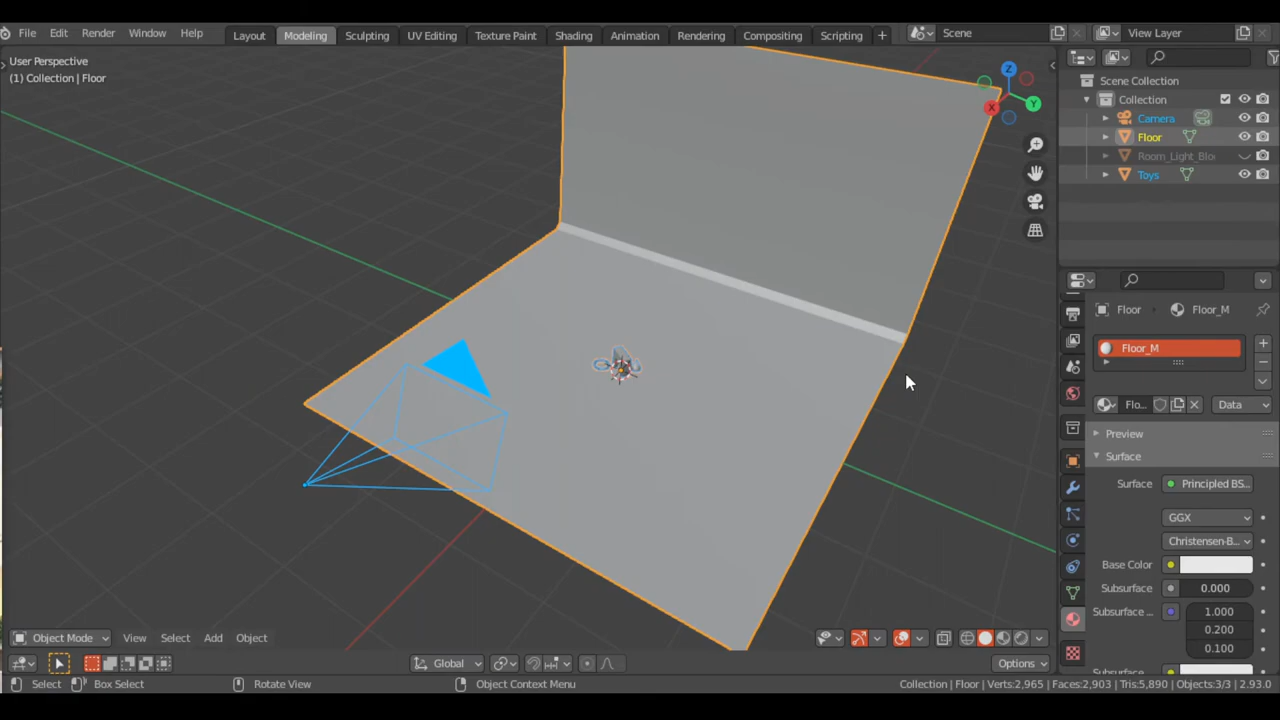 File Edit Render Window Help Layout Modeling Sculpting UV Editing Texture Paint Shading Animation Rendering Compositing Scripting + Scene View Layer
User Perspective
(1) Collection | Floor
Z
Y
X
Scene Collection
Collection
Camera
Floor
Room_Light_Blo
Toys
Floor Floor_M
Floor_M
Flo... Data
Preview
Surface
Surface Principled BS...
GGX
Christensen-B...
Base Color
Subsurface 0.000
Subsurface ... 1.000
0.200
0.100
Object Mode View Select Add Object
Global Options
Select Box Select Rotate View Object Context Menu Collection | Floor | Verts:2,965 | Faces:2,903 | Tris:5,890 | Objects:3/3 | 2.93.0